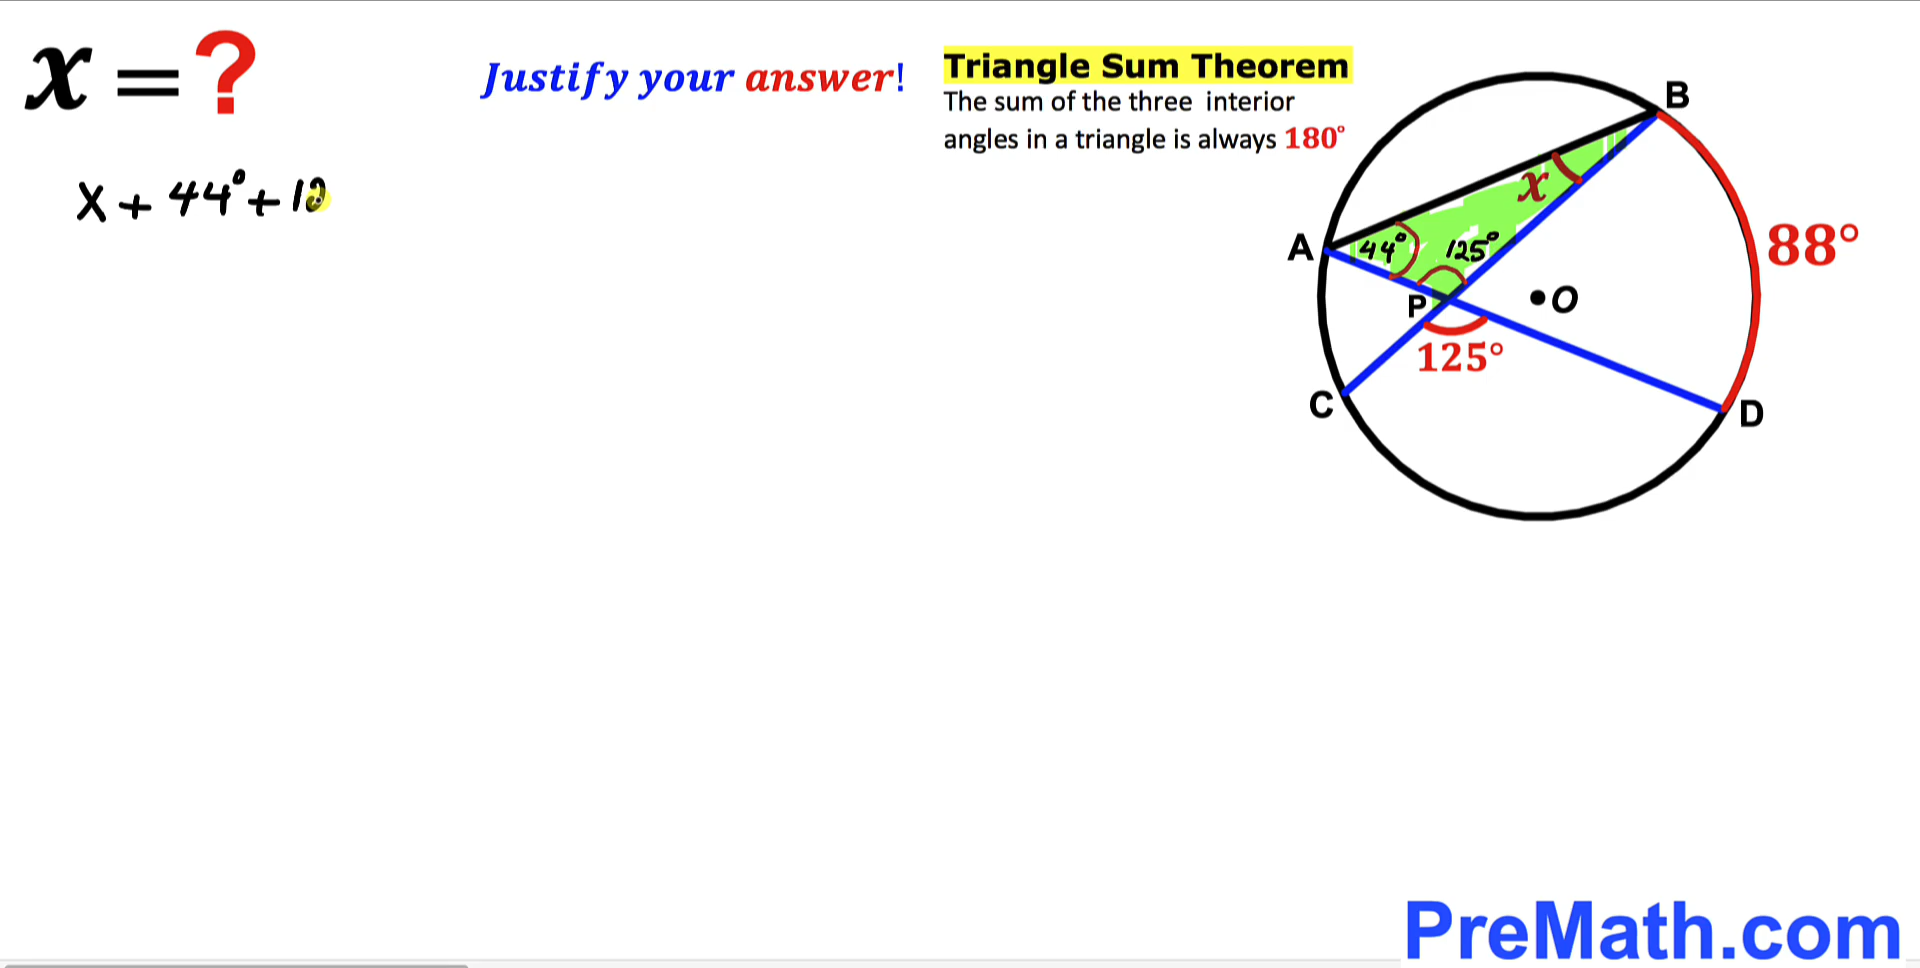 x = ?
Justify your answer!
Triangle Sum Theorem
The sum of the three interior
angles in a triangle is always 180°
x + 44° + 12
B
x
A
44°
125°
88°
P
O
125°
C
D
PreMath.com